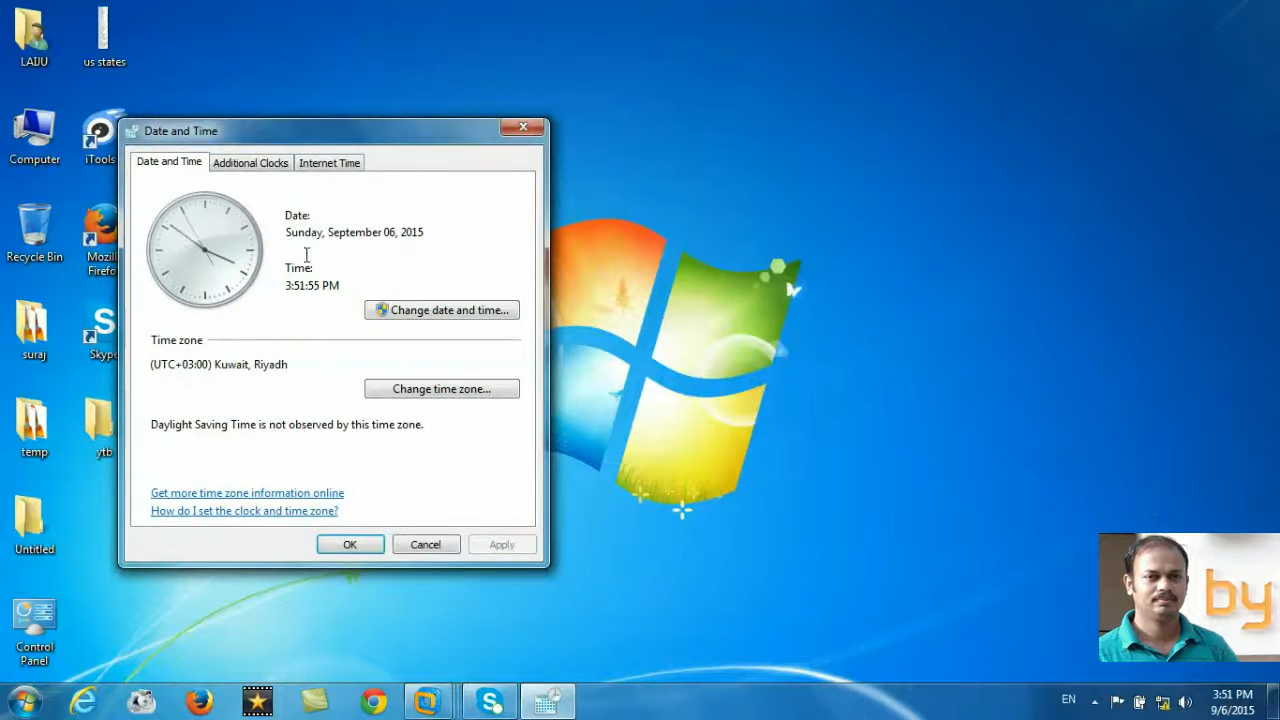 LAIJU
us states
Computer
iTools
Recycle Bin
Mozil
Firefo
suraj
Skype
temp
ytb
Untitled
Control
Panel
Date and Time
Date and Time
Additional Clocks
Internet Time
Date:
Sunday, September 06, 2015
Time:
3:51:55 PM
Change date and time...
Time zone
(UTC+03:00) Kuwait, Riyadh
Change time zone...
Daylight Saving Time is not observed by this time zone.
Get more time zone information online
How do I set the clock and time zone?
OK
Cancel
Apply
by
EN
3:51 PM
9/6/2015